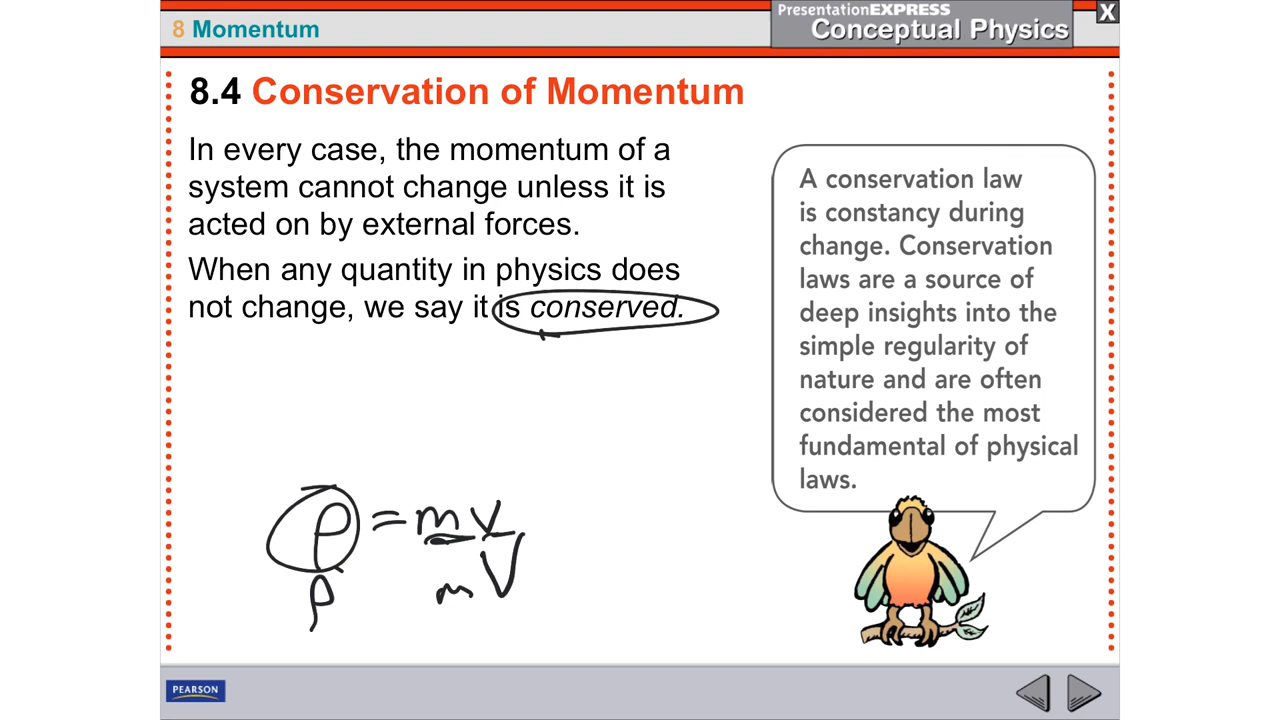 PresentationEXPRESS
8 Momentum
Conceptual Physics
X
8.4 Conservation of Momentum
In every case, the momentum of a
system cannot change unless it is
acted on by external forces.
When any quantity in physics does
not change, we say it is conserved.
A conservation law
is constancy during
change. Conservation
laws are a source of
deep insights into the
simple regularity of
nature and are often
considered the most
fundamental of physical
laws.
p = m v
p m V
PEARSON